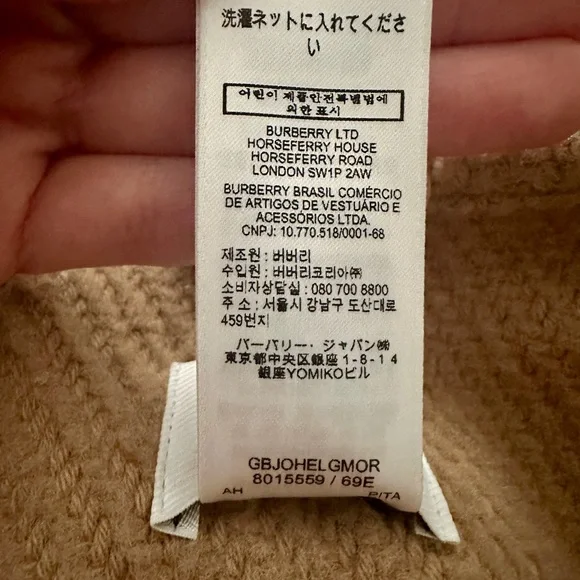 洗濯ネットに入れてくださ
い
어린이 제품안전특별법에
의한 표시
BURBERRY LTD
HORSEFERRY HOUSE
HORSEFERRY ROAD
LONDON SW1P 2AW
BURBERRY BRASIL COMÉRCIO
DE ARTIGOS DE VESTUÁRIO E
ACESSÓRIOS LTDA.
CNPJ: 10.770.518/0001-68
제조원 : 버버리
수입원 : 버버리코리아㈜
소비자상담실 : 080 700 8800
주 소 : 서울시 강남구 도산대로
459번지
バーバリー・ジャパン㈱
東京都中央区銀座1-8-14
銀座YOMIKOビル
GBJOHELGMOR
8015559 / 69E
AH PITA